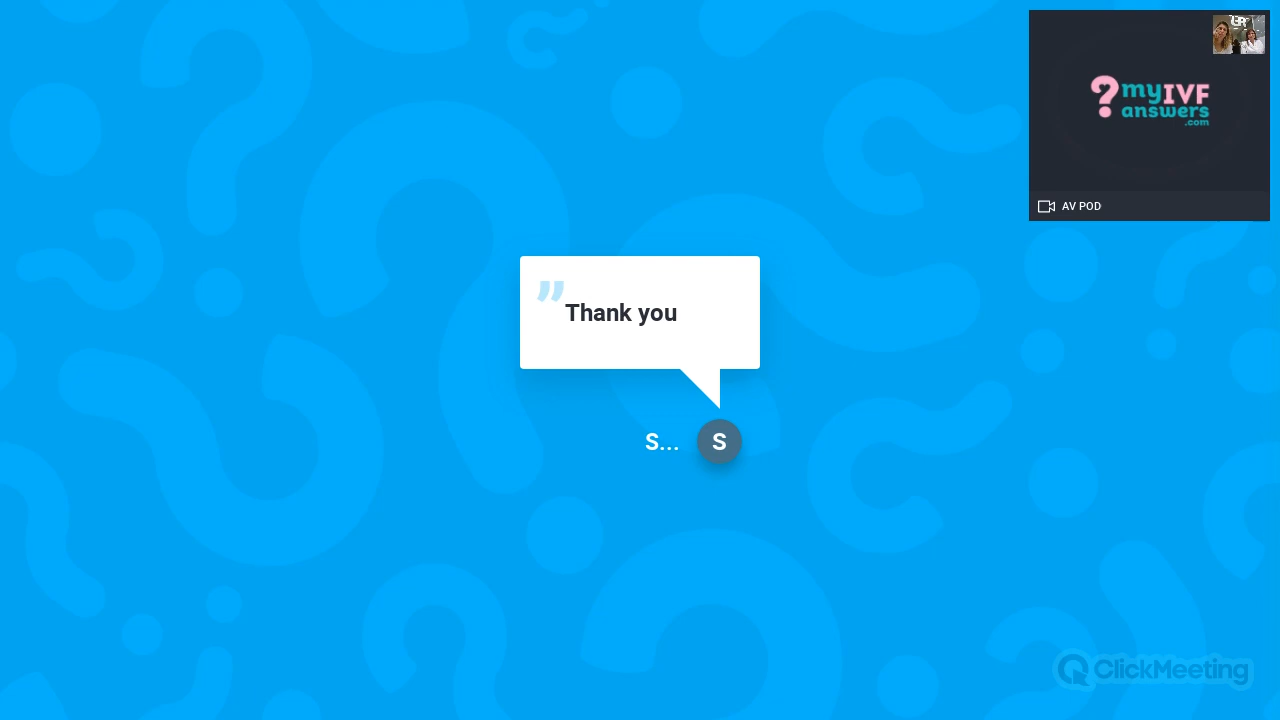 myIVF
answers
.com
AV POD
Thank you
S...
S
ClickMeeting